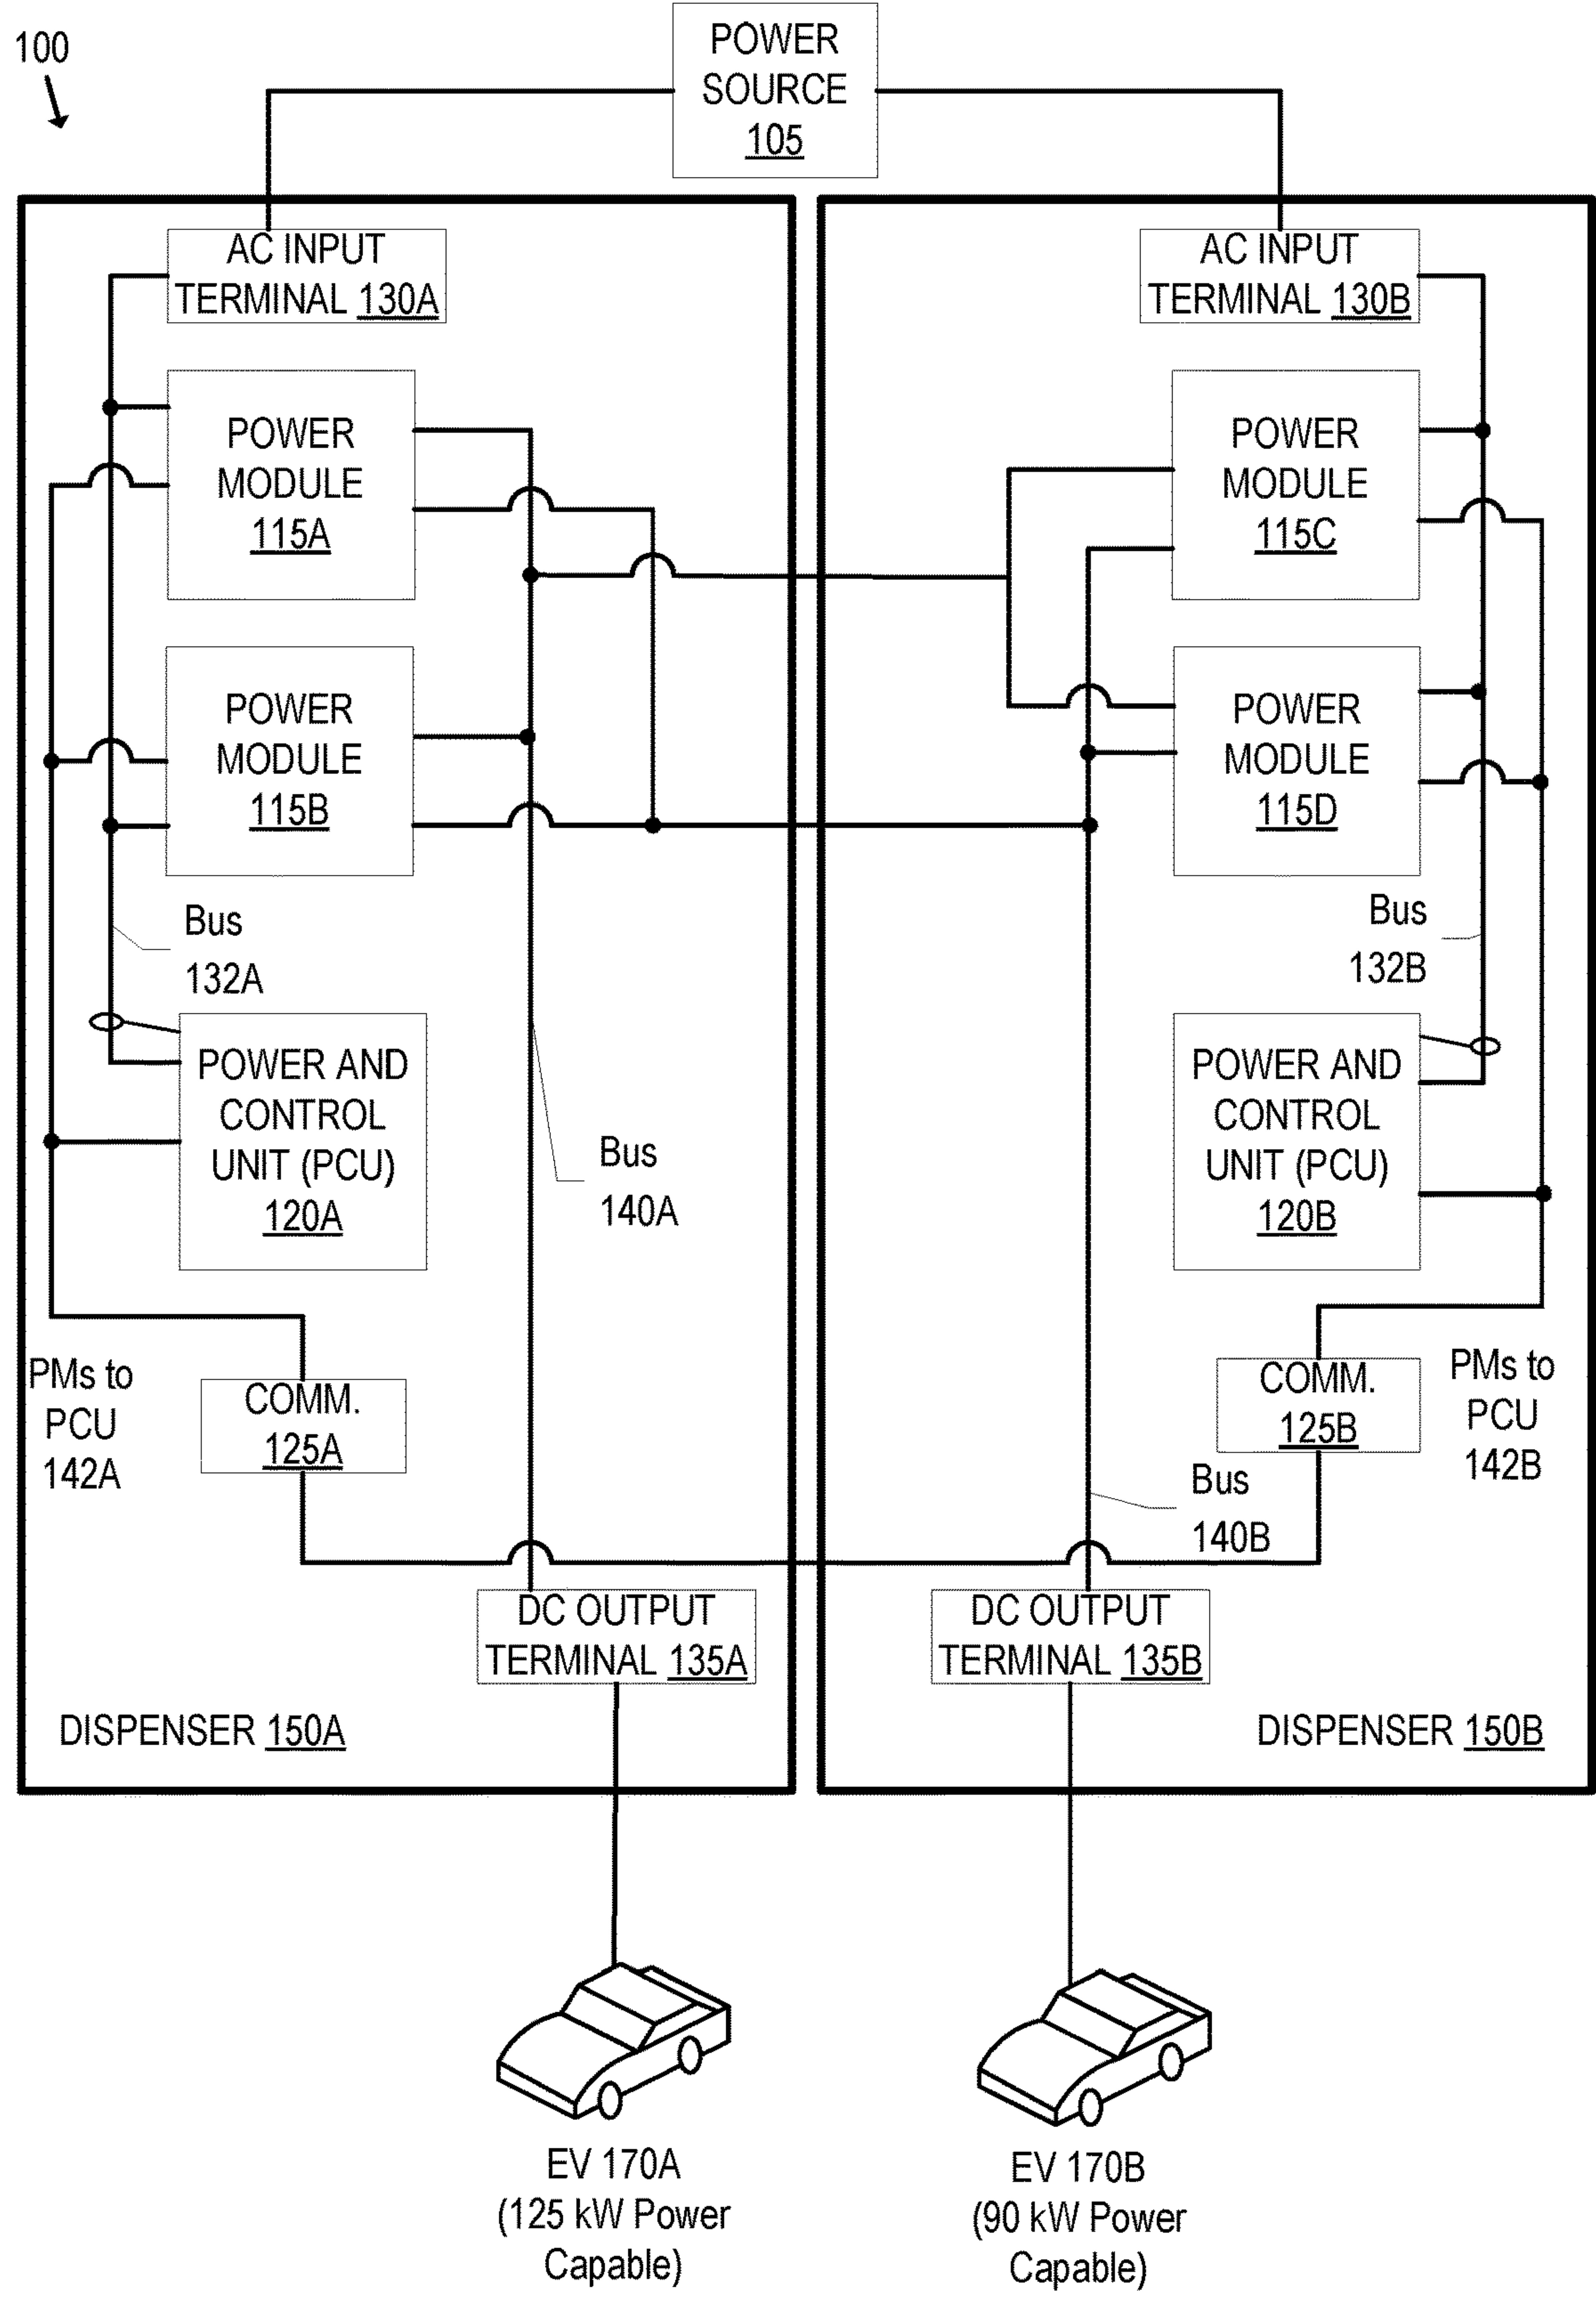 100
POWER
SOURCE
105
AC INPUT
TERMINAL 130A
POWER
MODULE
115A
POWER
MODULE
115B
Bus
132A
POWER AND
CONTROL
UNIT (PCU)
120A
Bus
140A
PMs to
PCU
142A
COMM.
125A
DC OUTPUT
TERMINAL 135A
DISPENSER 150A
AC INPUT
TERMINAL 130B
POWER
MODULE
115C
POWER
MODULE
115D
Bus
132B
POWER AND
CONTROL
UNIT (PCU)
120B
COMM.
125B
PMs to
PCU
142B
Bus
140B
DC OUTPUT
TERMINAL 135B
DISPENSER 150B
EV 170A
(125 kW Power
Capable)
EV 170B
(90 kW Power
Capable)